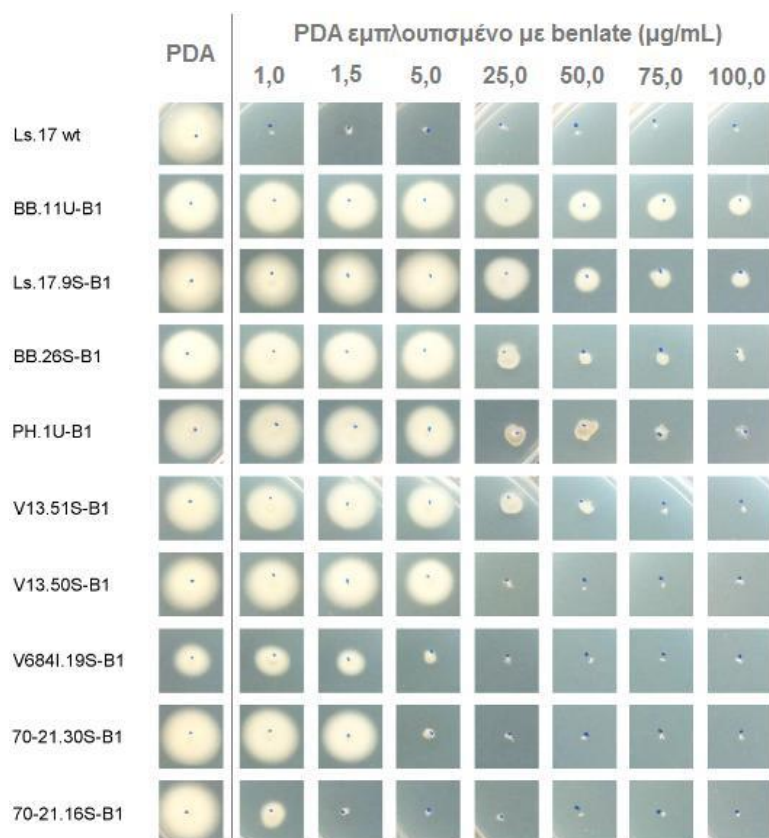 PDA εμπλουτισμένο με benlate (μg/mL)
PDA
1,0 1,5 5,0 25,0 50,0 75,0 100,0
Ls.17 wt
BB.11U-B1
Ls.17.9S-B1
BB.26S-B1
PH.1U-B1
V13.51S-B1
V13.50S-B1
V684I.19S-B1
70-21.30S-B1
70-21.16S-B1